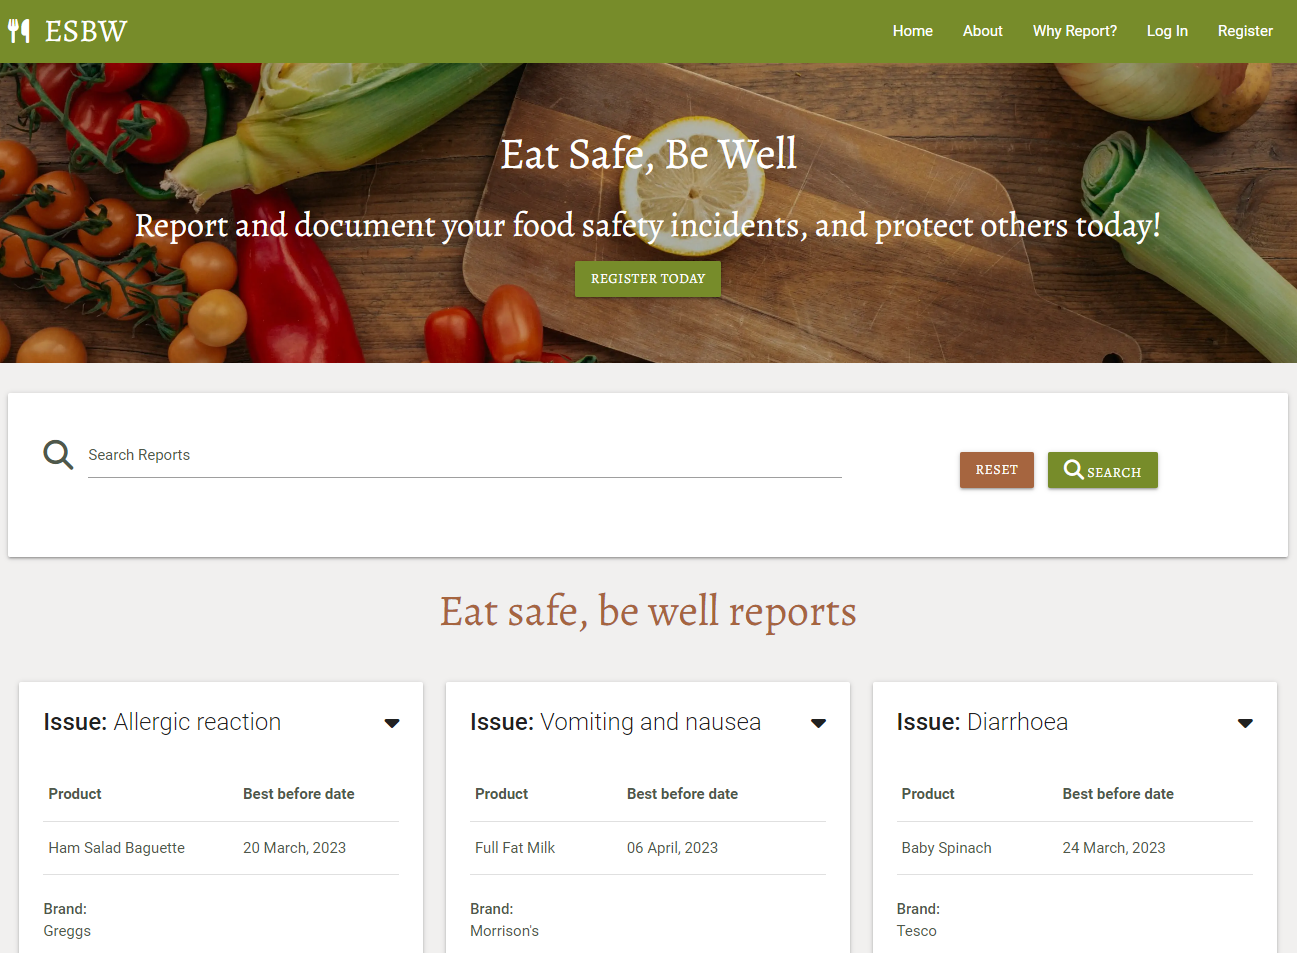 ESBW
Home About Why Report? Log In Register
Eat Safe, Be Well
Report and document your food safety incidents, and protect others today!
REGISTER TODAY
Search Reports
RESET
SEARCH
Eat safe, be well reports
Issue: Allergic reaction
Product Best before date
Ham Salad Baguette 20 March, 2023
Brand:
Greggs
Issue: Vomiting and nausea
Product Best before date
Full Fat Milk 06 April, 2023
Brand:
Morrison's
Issue: Diarrhoea
Product Best before date
Baby Spinach 24 March, 2023
Brand:
Tesco